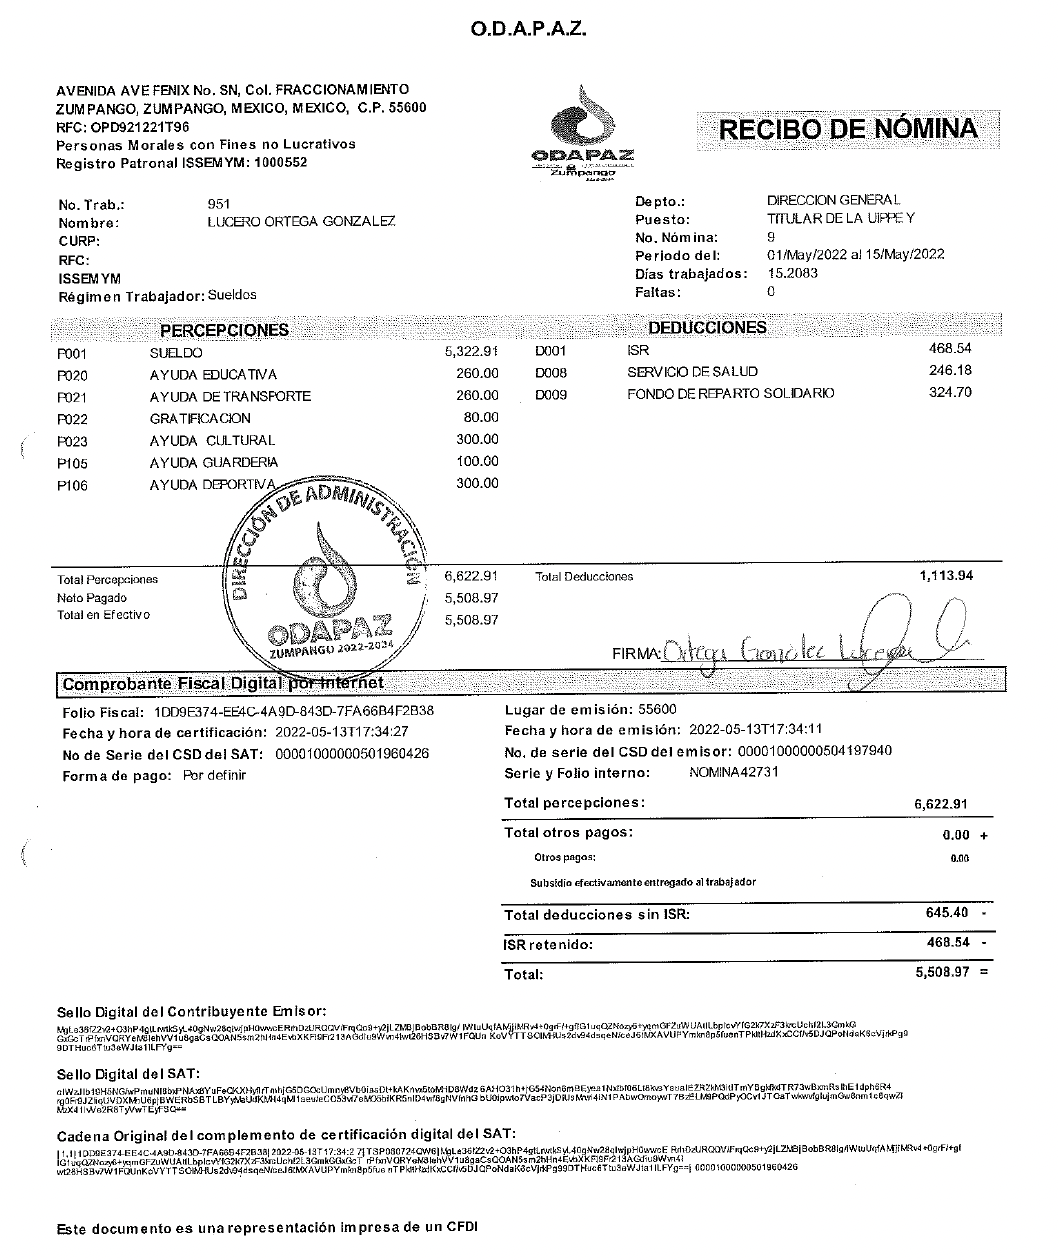 O.D.A.P.A.Z.
AVENIDA AVE FENIX No. SN, Col. FRACCIONAMIENTO
ZUMPANGO, ZUMPANGO, MEXICO, MEXICO, C.P. 55600
RFC: OPD921221T96
Personas Morales con Fines no Lucrativos
Registro Patronal ISSEMYM: 1000552
ODAPAZ
Zumpango
RECIBO DE NÓMINA
No. Trab.: 951
Nombre: LUCERO ORTEGA GONZALEZ
CURP:
RFC:
ISSEMYM
Régimen Trabajador: Sueldos
Depto.: DIRECCION GENERAL
Puesto: TITULAR DE LA UIPPE Y
No. Nómina: 9
Periodo del: 01/May/2022 al 15/May/2022
Días trabajados: 15.2083
Faltas: 0
PERCEPCIONES DEDUCCIONES
P001 SUELDO 5,322.91 D001 ISR 468.54
P020 AYUDA EDUCATIVA 260.00 D008 SERVICIO DE SALUD 246.18
P021 AYUDA DE TRANSPORTE 260.00 D009 FONDO DE REPARTO SOLIDARIO 324.70
P022 GRATIFICACION 80.00
P023 AYUDA CULTURAL 300.00
P105 AYUDA GUARDERIA 100.00
P106 AYUDA DEPORTIVA 300.00
DIRECCIÓN DE ADMINISTRACIÓN
ODAPAZ
ZUMPANGO 2022-2024
Total Percepciones 6,622.91 Total Deducciones 1,113.94
Neto Pagado 5,508.97
Total en Efectivo 5,508.97
FIRMA: Ortega González Lucero
Comprobante Fiscal Digital por Internet
Folio Fiscal: 1DD9E374-EE4C-4A9D-843D-7FA66B4F2B38
Fecha y hora de certificación: 2022-05-13T17:34:27
No de Serie del CSD del SAT: 00001000000501960426
Forma de pago: Por definir
Lugar de emisión: 55600
Fecha y hora de emisión: 2022-05-13T17:34:11
No. de serie del CSD del emisor: 00001000000504197940
Serie y Folio interno: NOMINA42731
Total percepciones: 6,622.91
Total otros pagos: 0.00 +
Otros pagos: 0.00
Subsidio efectivamente entregado al trabajador
Total deducciones sin ISR: 645.40 -
ISR retenido: 468.54 -
Total: 5,508.97 =
Sello Digital del Contribuyente Emisor:
Sello Digital del SAT:
Cadena Original del complemento de certificación digital del SAT:
Este documento es una representación impresa de un CFDI